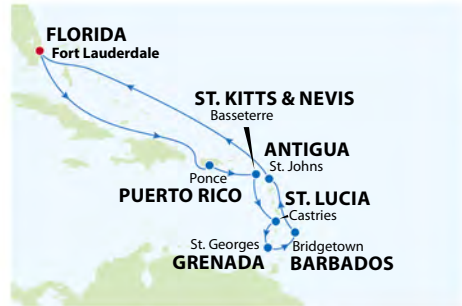 FLORIDA
Fort Lauderdale
ST. KITTS & NEVIS
Basseterre
ANTIGUA
St. Johns
Ponce
PUERTO RICO
ST. LUCIA
Castries
St. Georges
GRENADA
Bridgetown
BARBADOS